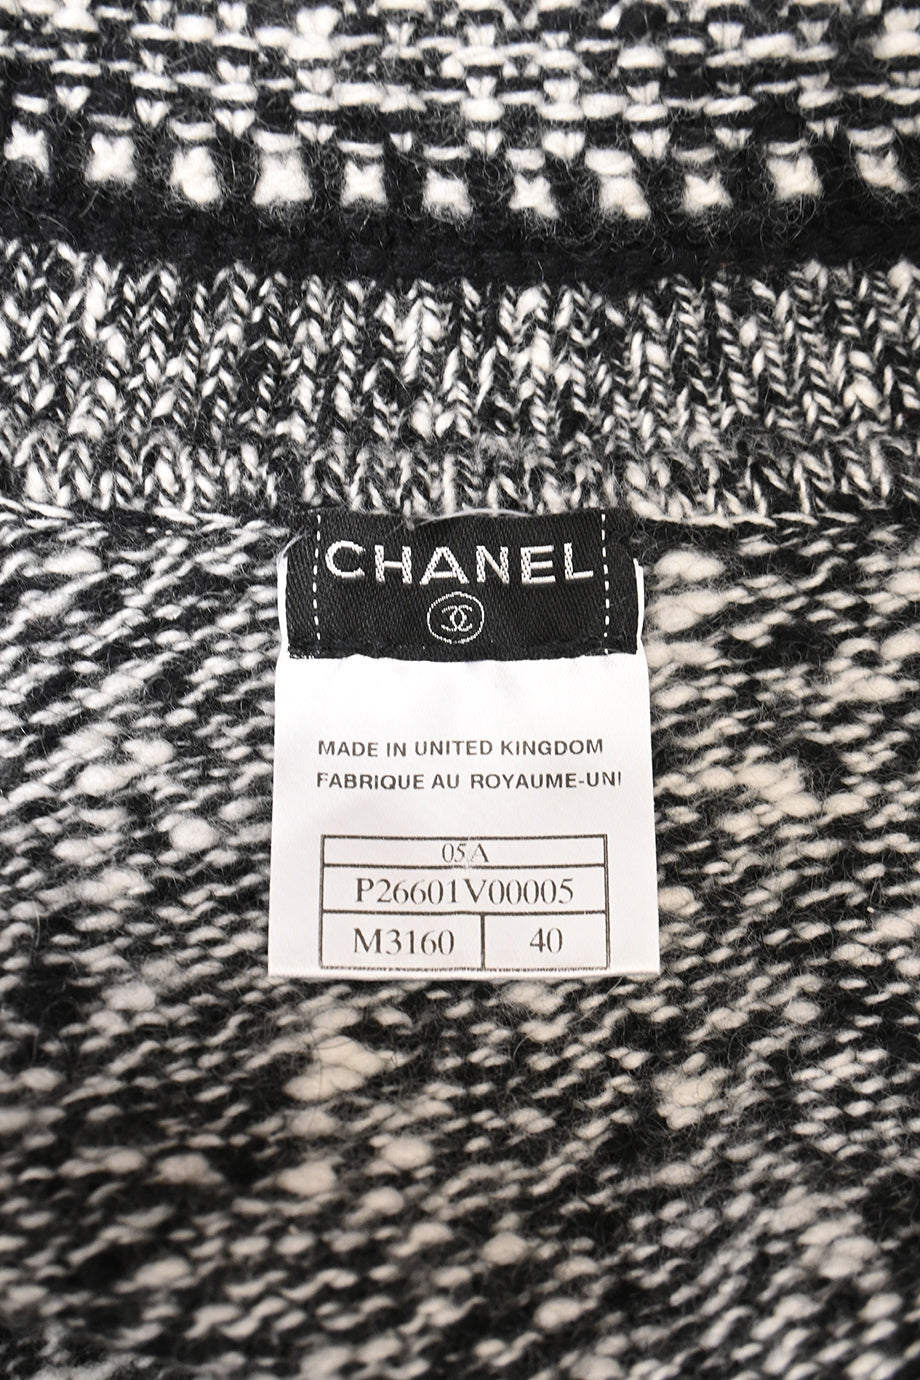 CHANEL
MADE IN UNITED KINGDOM
FABRIQUE AU ROYAUME-UNI
05A
P26601V00005
M3160 40